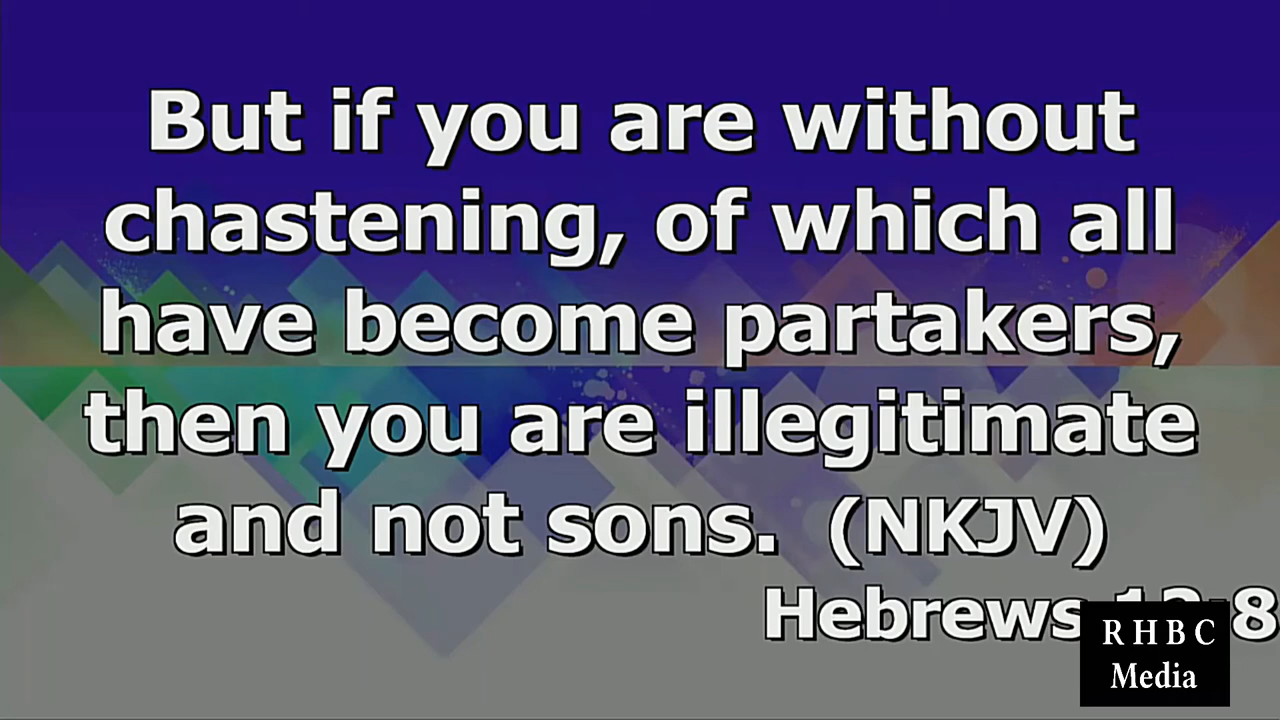 But if you are without
chastening, of which all
have become partakers,
then you are illegitimate
and not sons. (NKJV)
Hebrews
RHBC
Media